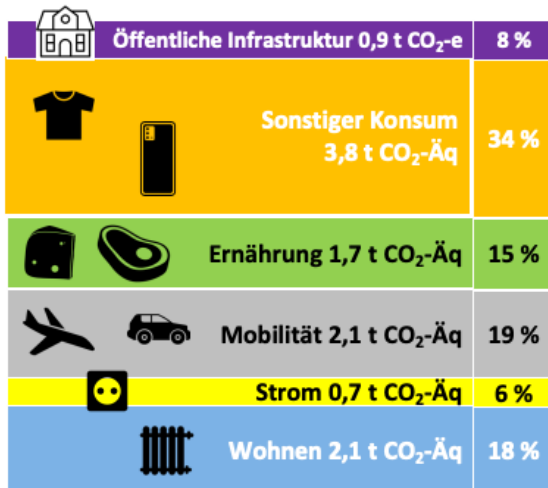 Öffentliche Infrastruktur 0,9 t CO₂-e 8 %
Sonstiger Konsum
3,8 t CO₂-Äq 34 %
Ernährung 1,7 t CO₂-Äq 15 %
Mobilität 2,1 t CO₂-Äq 19 %
Strom 0,7 t CO₂-Äq 6 %
Wohnen 2,1 t CO₂-Äq 18 %